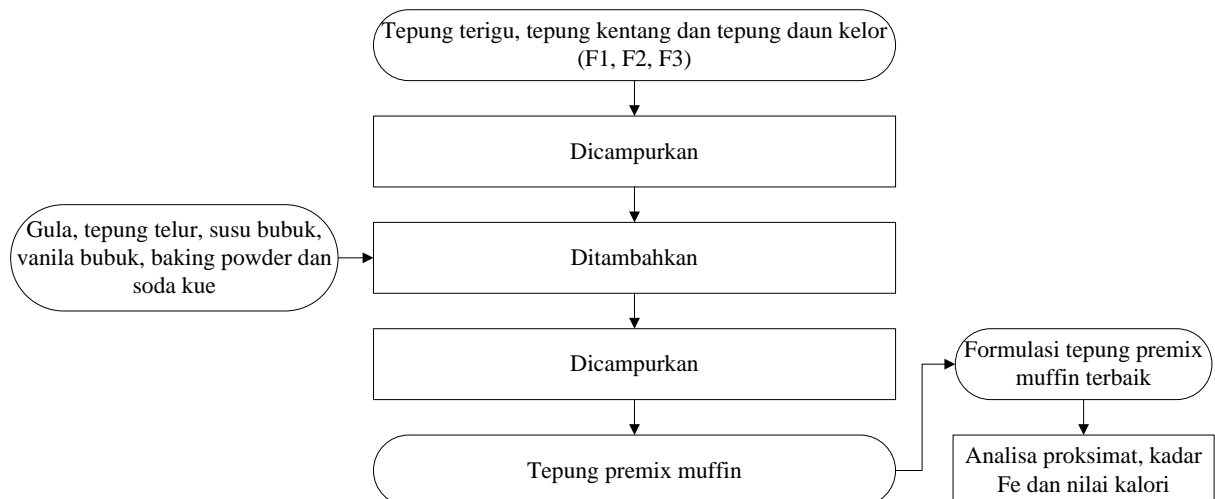 Tepung terigu, tepung kentang dan tepung daun kelor
(F1, F2, F3)
Dicampurkan
Gula, tepung telur, susu bubuk,
vanila bubuk, baking powder dan
soda kue
Ditambahkan
Dicampurkan
Tepung premix muffin
Formulasi tepung premix
muffin terbaik
Analisa proksimat, kadar
Fe dan nilai kalori